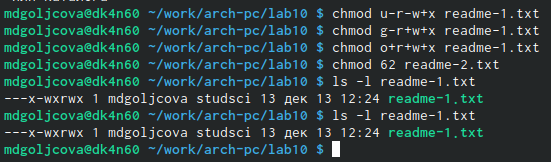 mdgoljcova@dk4n60 ~/work/arch-pc/lab10 $ chmod u-r-w+x readme-1.txt
mdgoljcova@dk4n60 ~/work/arch-pc/lab10 $ chmod g-r+w+x readme-1.txt
mdgoljcova@dk4n60 ~/work/arch-pc/lab10 $ chmod o+r+w+x readme-1.txt
mdgoljcova@dk4n60 ~/work/arch-pc/lab10 $ chmod 62 readme-2.txt
mdgoljcova@dk4n60 ~/work/arch-pc/lab10 $ ls -l readme-1.txt
---x-wxrwx 1 mdgoljcova studsci 13 дек 13 12:24 readme-1.txt
mdgoljcova@dk4n60 ~/work/arch-pc/lab10 $ ls -l readme-1.txt
---x-wxrwx 1 mdgoljcova studsci 13 дек 13 12:24 readme-1.txt
mdgoljcova@dk4n60 ~/work/arch-pc/lab10 $